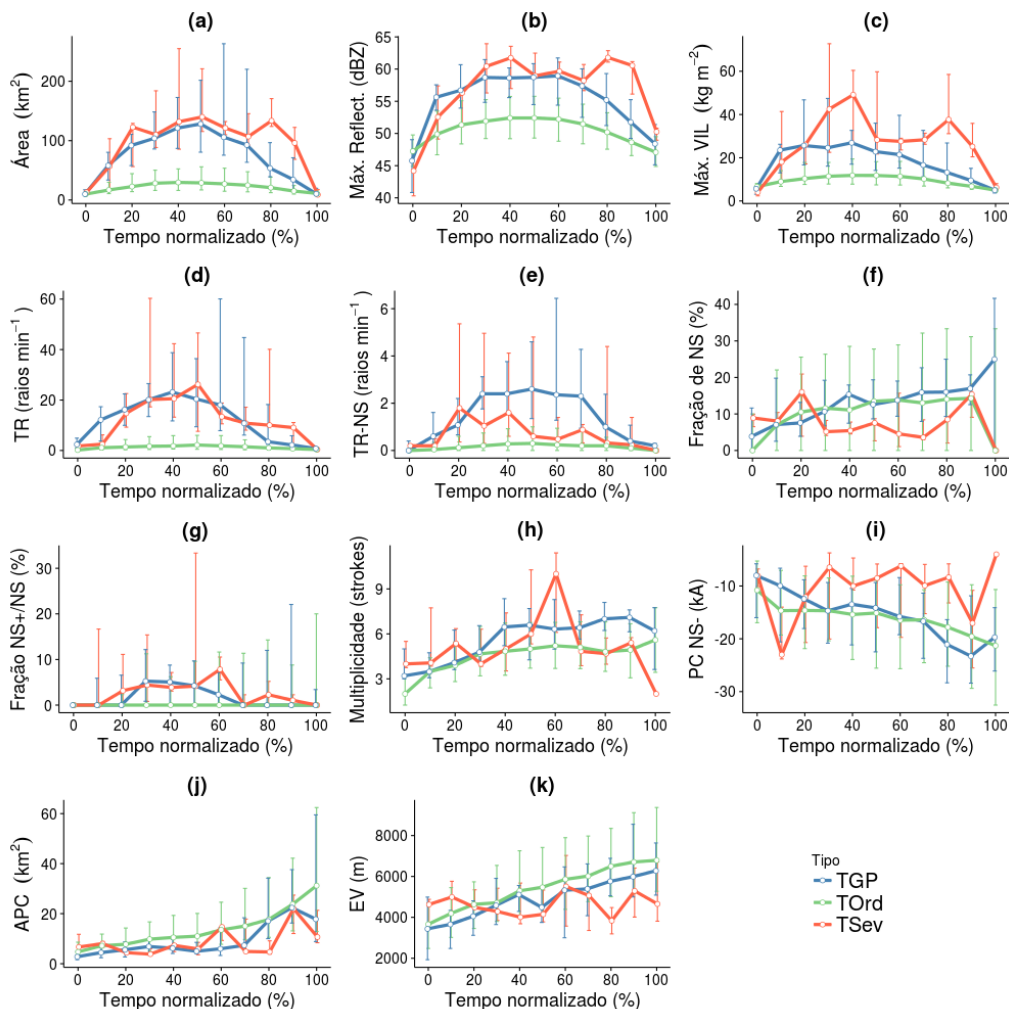 (a)
Área (km2)
200
100
0
0 20 40 60 80 100
Tempo normalizado (%)
(b)
Máx. Reflect. (dBZ)
65
60
55
50
45
40
0 20 40 60 80 100
Tempo normalizado (%)
(c)
Máx. VIL (kg m−2)
60
40
20
0
0 20 40 60 80 100
Tempo normalizado (%)
(d)
TR (raios min−1)
60
40
20
0
0 20 40 60 80 100
Tempo normalizado (%)
(e)
TR-NS (raios min−1)
6
4
2
0
0 20 40 60 80 100
Tempo normalizado (%)
(f)
Fração de NS (%)
40
30
20
10
0
0 20 40 60 80 100
Tempo normalizado (%)
(g)
Fração NS+/NS (%)
30
20
10
0
0 20 40 60 80 100
Tempo normalizado (%)
(h)
Multiplicidade (strokes)
9
6
3
0 20 40 60 80 100
Tempo normalizado (%)
(i)
PC NS- (kA)
-10
-20
-30
0 20 40 60 80 100
Tempo normalizado (%)
(j)
APC (km2)
60
40
20
0
0 20 40 60 80 100
Tempo normalizado (%)
(k)
EV (m)
8000
6000
4000
2000
0 20 40 60 80 100
Tempo normalizado (%)
Tipo
TGP
TOrd
TSev